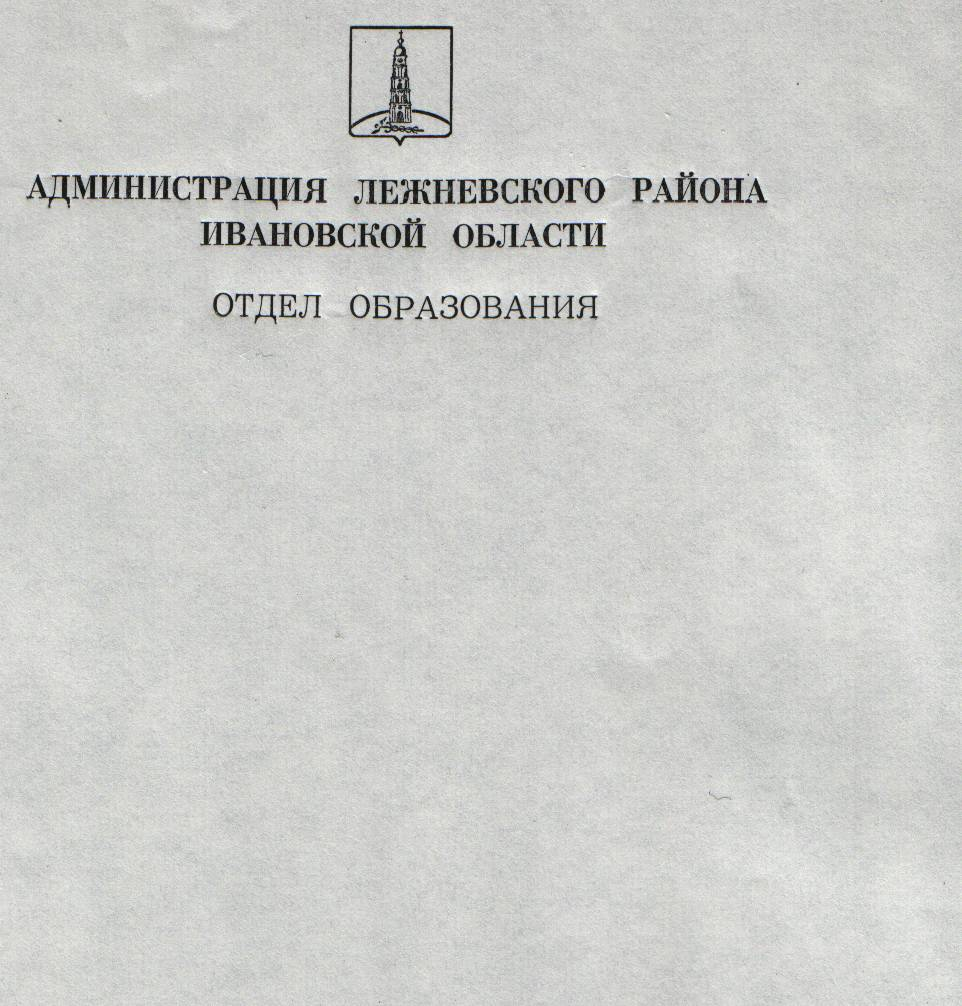 АДМИНИСТРАЦИЯ ЛЕЖНЕВСКОГО РАЙОНА
ИВАНОВСКОЙ ОБЛАСТИ
ОТДЕЛ ОБРАЗОВАНИЯ